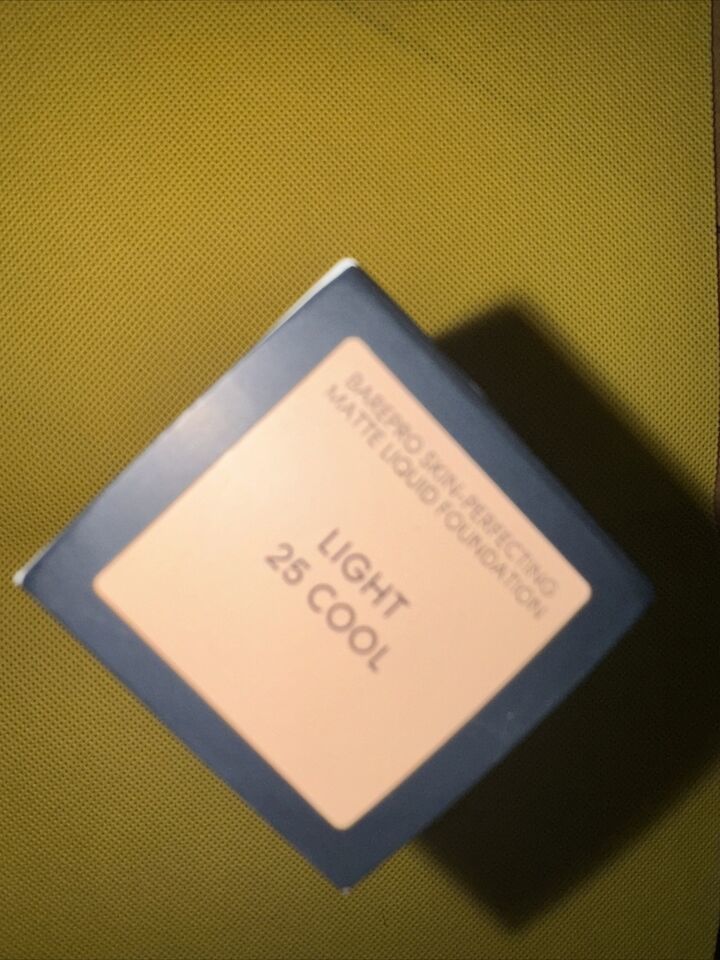 BAREPRO SKIN-PERFECTING
MATTE LIQUID FOUNDATION
LIGHT
25 COOL